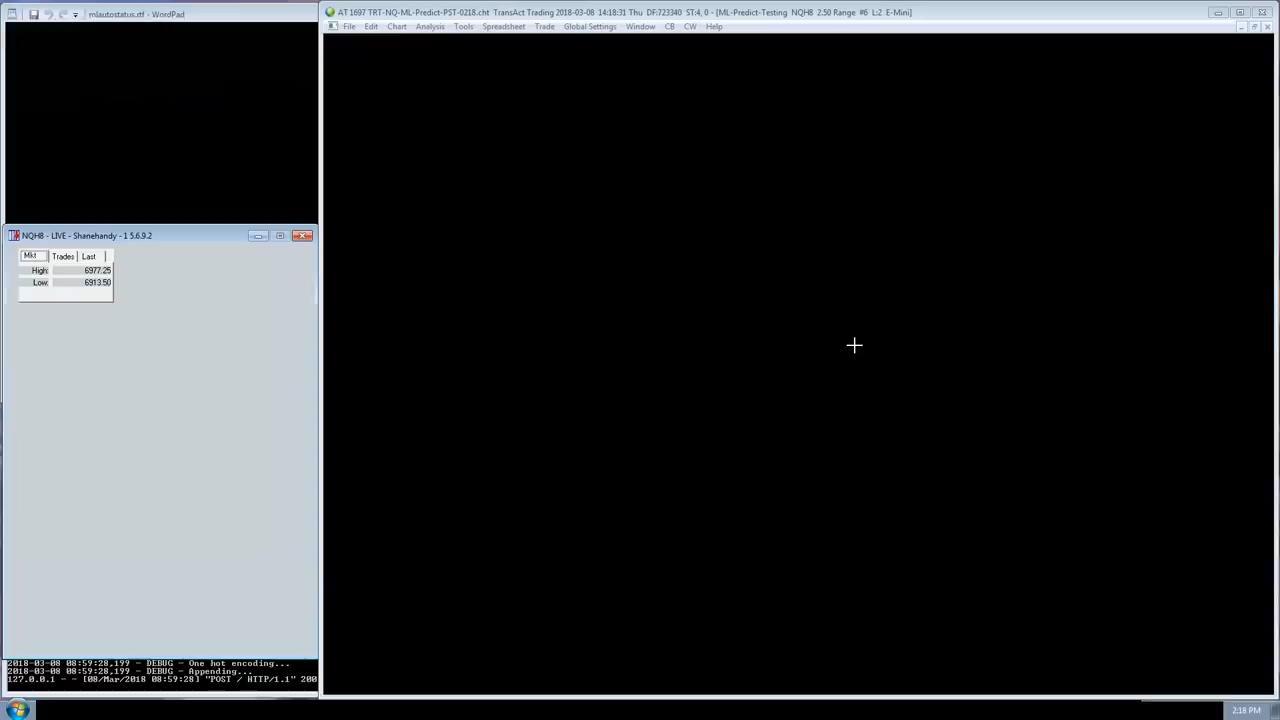 mlautostatus.rtf - WordPad
AT 1697 TRT-NQ-ML-Predict-PST-0218.cht TransAct Trading 2018-03-08 14:18:31 Thu DF:723340 ST:4, 0 - [ML-Predict-Testing NQH8 2.50 Range #6 L:2 E-Mini]
File Edit Chart Analysis Tools Spreadsheet Trade Global Settings Window CB CW Help
NQH8 - LIVE - Shanehandy - 1 5.6.9.2
Mkt Trades Last
High: 6977.25
Low: 6913.50
2018-03-08 08:59:28,199 - DEBUG - One hot encoding...
2018-03-08 08:59:28,199 - DEBUG - Appending...
127.0.0.1 - - [08/Mar/2018 08:59:28] "POST / HTTP/1.1" 200
2:18 PM